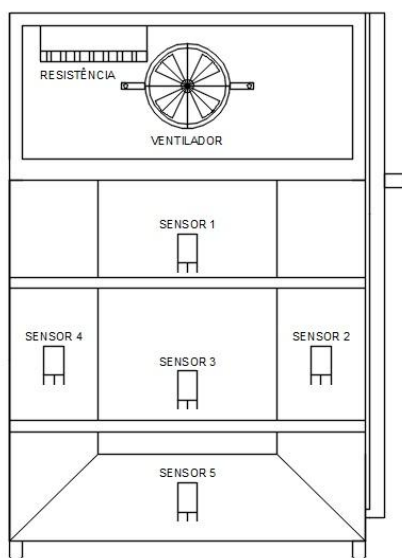 RESISTÊNCIA
VENTILADOR
SENSOR 1
SENSOR 4
SENSOR 2
SENSOR 3
SENSOR 5